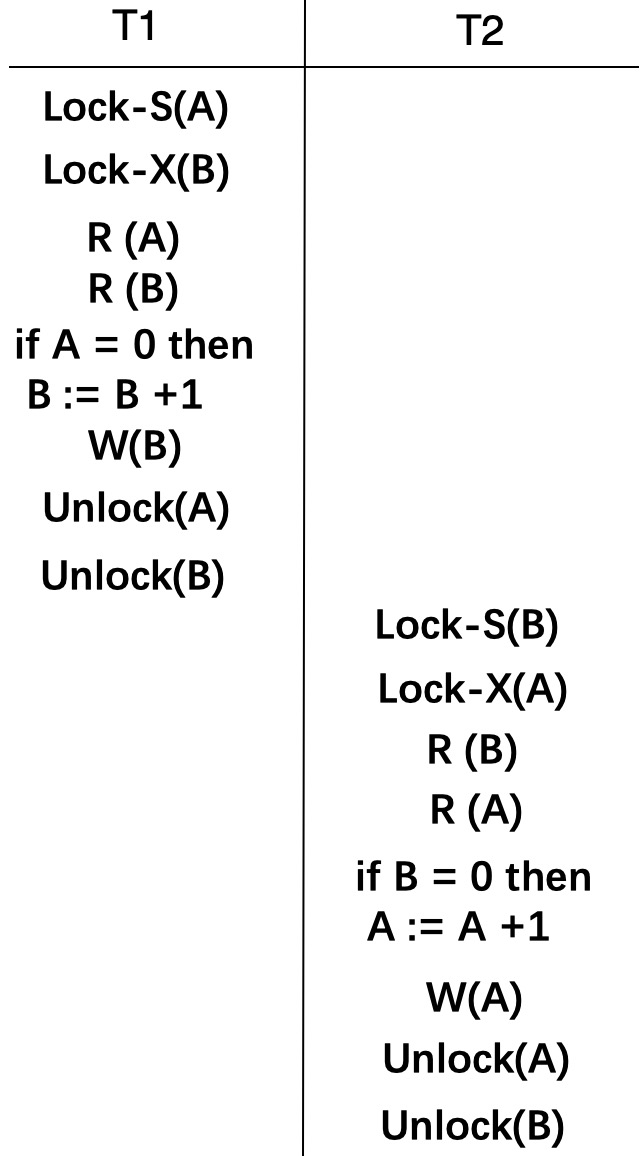 T1
T2
Lock-S(A)
Lock-X(B)
R (A)
R (B)
if A = 0 then
B := B +1
W(B)
Unlock(A)
Unlock(B)
Lock-S(B)
Lock-X(A)
R (B)
R (A)
if B = 0 then
A := A +1
W(A)
Unlock(A)
Unlock(B)